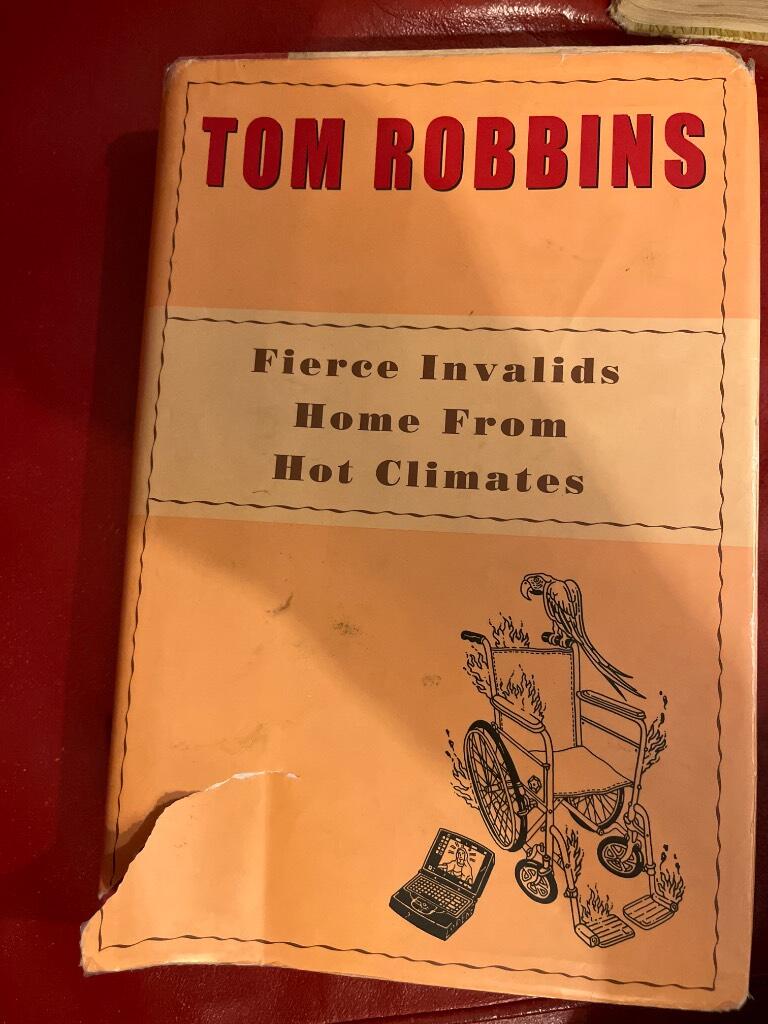 TOM ROBBINS
Fierce Invalids
Home From
Hot Climates